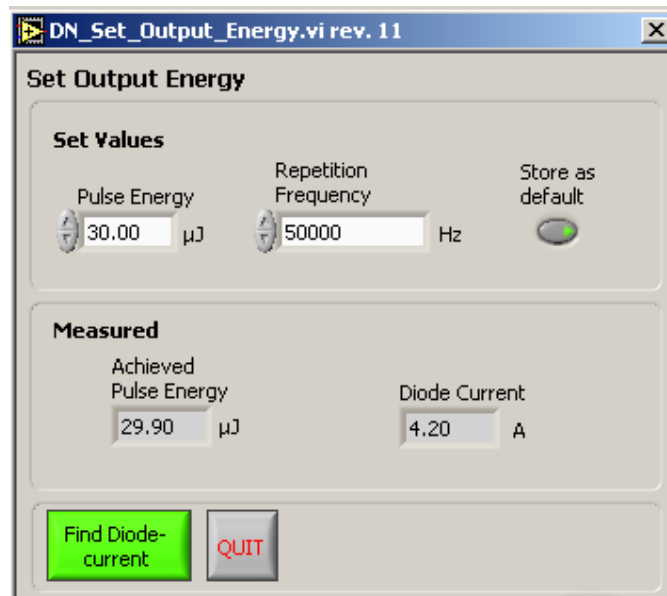 DN_Set_Output_Energy.vi rev. 11
Set Output Energy
Set Values
Pulse Energy
30.00 µJ
Repetition
Frequency
50000 Hz
Store as
default
Measured
Achieved
Pulse Energy
29.90 µJ
Diode Current
4.20 A
Find Diode-
current
QUIT